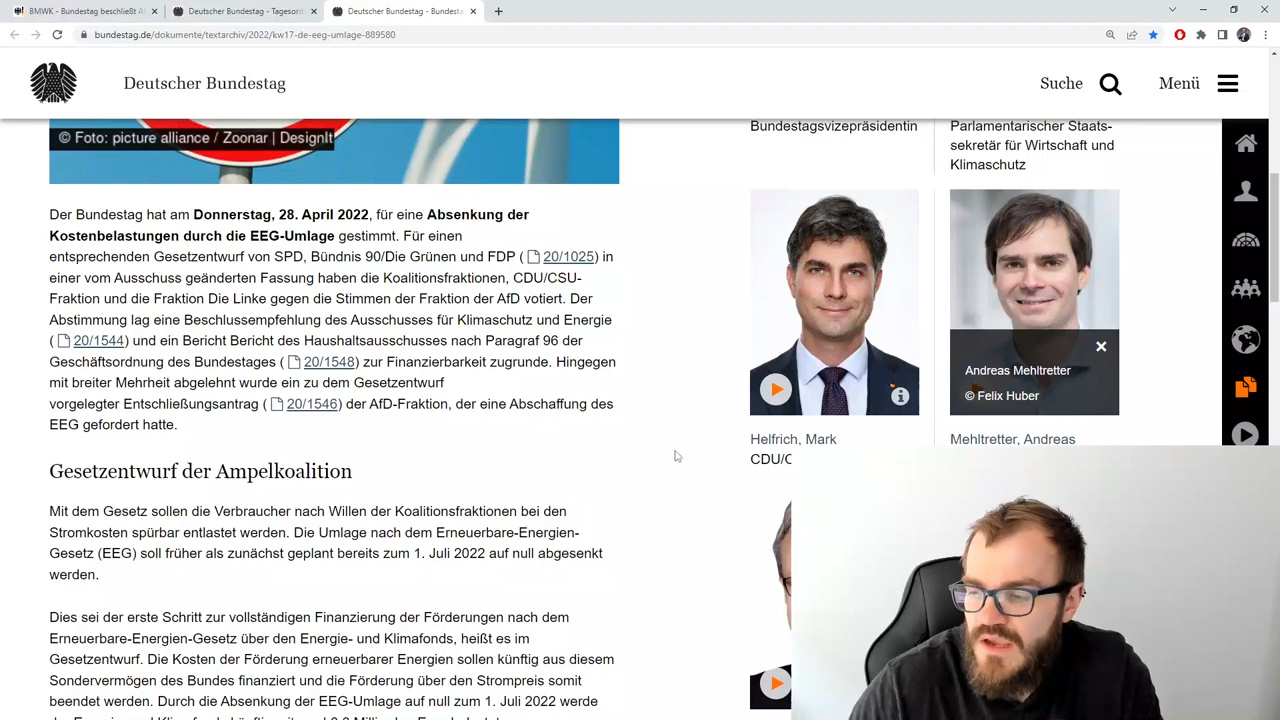 BMWK - Bundestag beschließt A
Deutscher Bundestag - Tagesord
Deutscher Bundestag - Bundesta
bundestag.de/dokumente/textarchiv/2022/kw17-de-eeg-umlage-889580
Deutscher Bundestag
Suche
Menü
© Foto: picture alliance / Zoonar | DesignIt
Der Bundestag hat am Donnerstag, 28. April 2022, für eine Absenkung der
Kostenbelastungen durch die EEG-Umlage gestimmt. Für einen
entsprechenden Gesetzentwurf von SPD, Bündnis 90/Die Grünen und FDP ( 20/1025) in
einer vom Ausschuss geänderten Fassung haben die Koalitionsfraktionen, CDU/CSU-
Fraktion und die Fraktion Die Linke gegen die Stimmen der Fraktion der AfD votiert. Der
Abstimmung lag eine Beschlussempfehlung des Ausschusses für Klimaschutz und Energie
( 20/1544) und ein Bericht Bericht des Haushaltsausschusses nach Paragraf 96 der
Geschäftsordnung des Bundestages ( 20/1548) zur Finanzierbarkeit zugrunde. Hingegen
mit breiter Mehrheit abgelehnt wurde ein zu dem Gesetzentwurf
vorgelegter Entschließungsantrag ( 20/1546) der AfD-Fraktion, der eine Abschaffung des
EEG gefordert hatte.
Gesetzentwurf der Ampelkoalition
Mit dem Gesetz sollen die Verbraucher nach Willen der Koalitionsfraktionen bei den
Stromkosten spürbar entlastet werden. Die Umlage nach dem Erneuerbare-Energien-
Gesetz (EEG) soll früher als zunächst geplant bereits zum 1. Juli 2022 auf null abgesenkt
werden.
Dies sei der erste Schritt zur vollständigen Finanzierung der Förderungen nach dem
Erneuerbare-Energien-Gesetz über den Energie- und Klimafonds, heißt es im
Gesetzentwurf. Die Kosten der Förderung erneuerbarer Energien sollen künftig aus diesem
Sondervermögen des Bundes finanziert und die Förderung über den Strompreis somit
beendet werden. Durch die Absenkung der EEG-Umlage auf null zum 1. Juli 2022 werde
Bundestagsvizepräsidentin
Parlamentarischer Staats-
sekretär für Wirtschaft und
Klimaschutz
Andreas Mehltretter
© Felix Huber
Helfrich, Mark
CDU/C
Mehltretter, Andreas